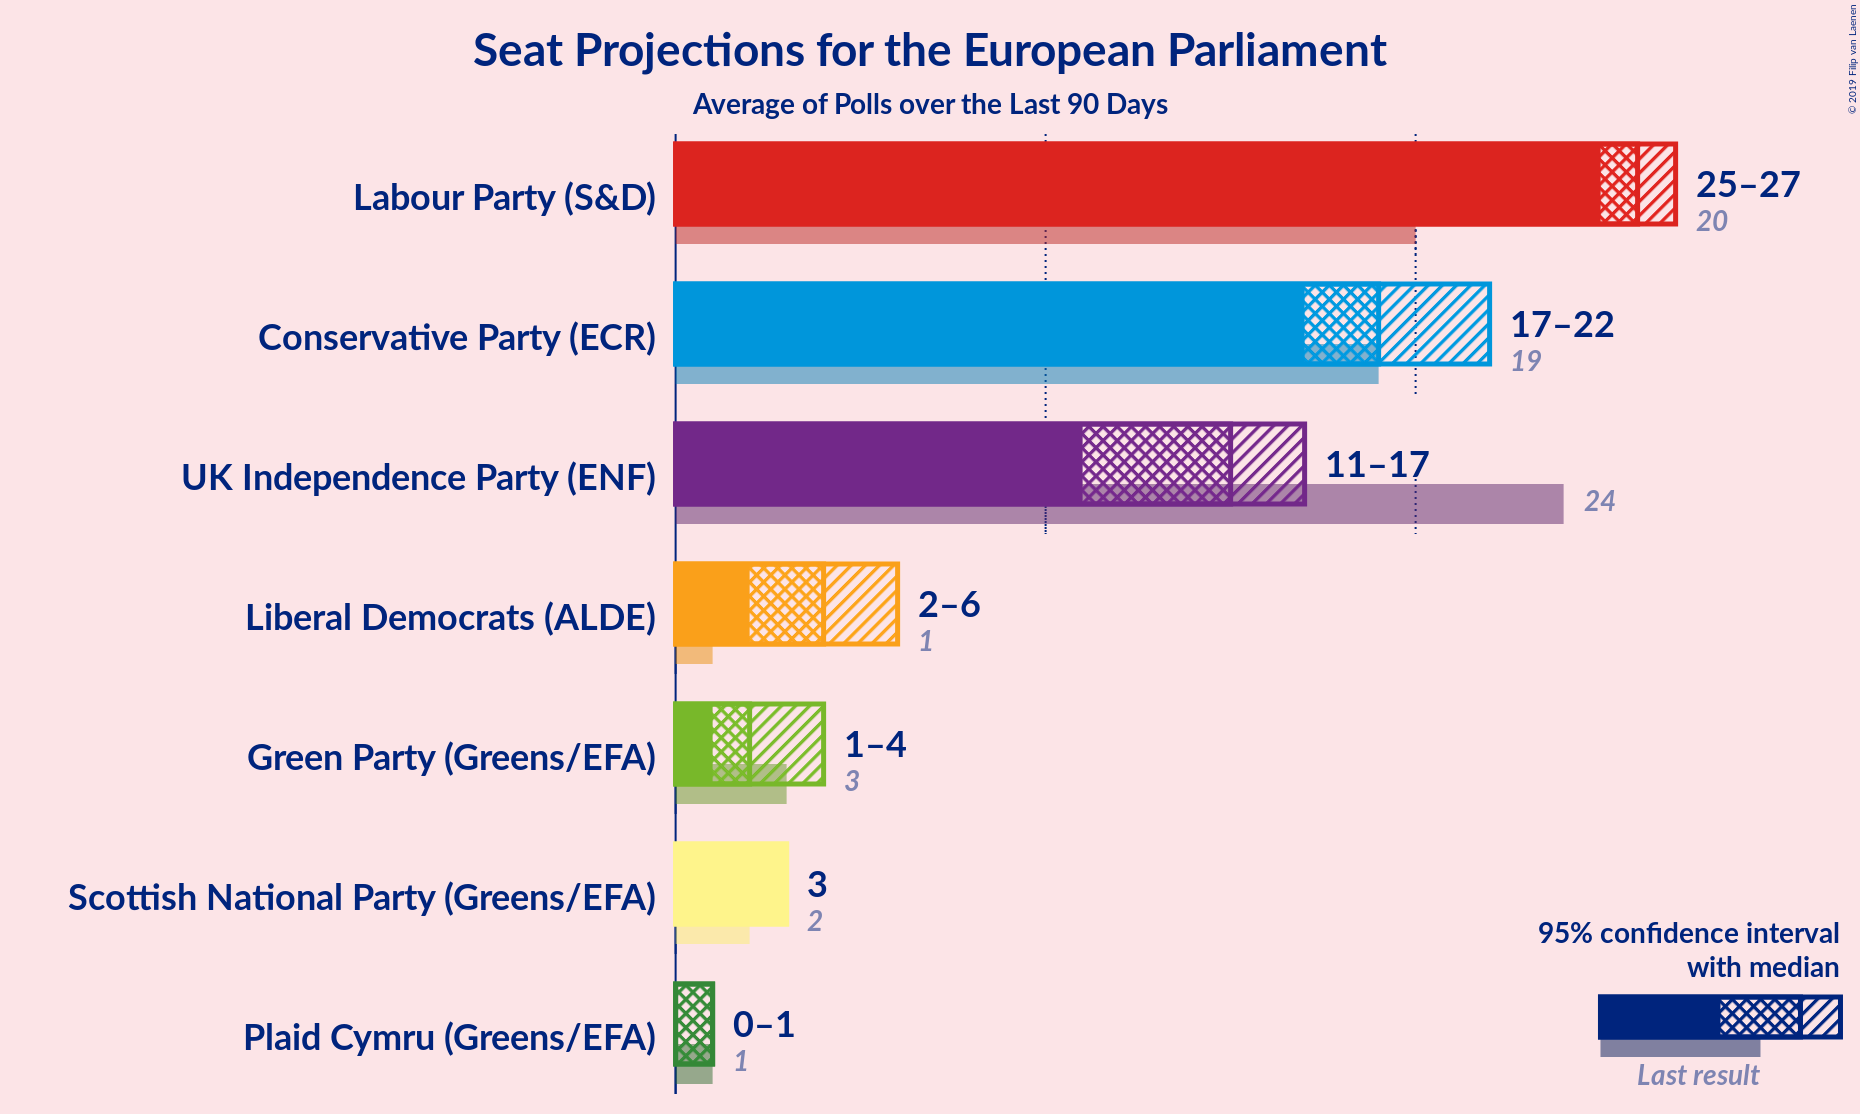 Seat Projections for the European Parliament
Average of Polls over the Last 90 Days
© 2019 Filip van Laenen
Labour Party (S&D)
25–27
20
Conservative Party (ECR)
17–22
19
UK Independence Party (ENF)
11–17
24
Liberal Democrats (ALDE)
2–6
1
Green Party (Greens/EFA)
1–4
3
Scottish National Party (Greens/EFA)
3
2
Plaid Cymru (Greens/EFA)
0–1
1
95% confidence interval
with median
Last result